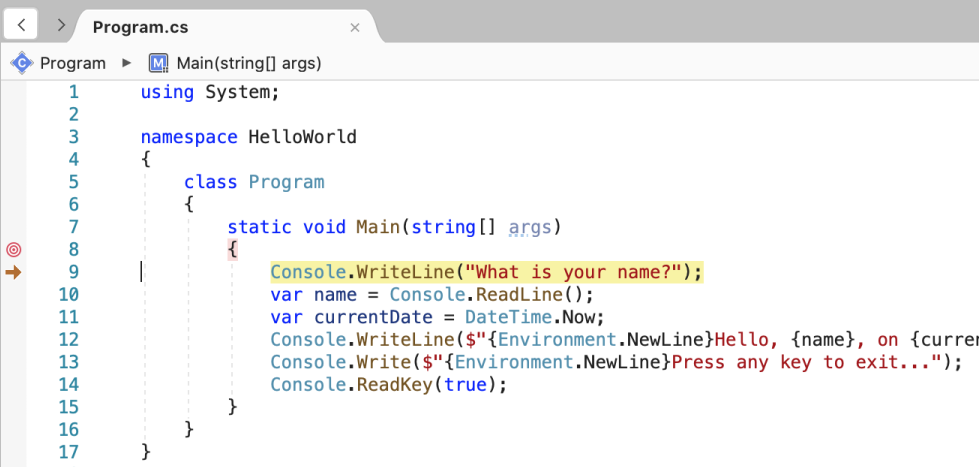 Program.cs
Program ▸ M Main(string[] args)
1 using System;
2
3 namespace HelloWorld
4 {
5 class Program
6 {
7 static void Main(string[] args)
8 {
9 Console.WriteLine("What is your name?");
10 var name = Console.ReadLine();
11 var currentDate = DateTime.Now;
12 Console.WriteLine($"{Environment.NewLine}Hello, {name}, on {curren
13 Console.Write($"{Environment.NewLine}Press any key to exit...");
14 Console.ReadKey(true);
15 }
16 }
17 }